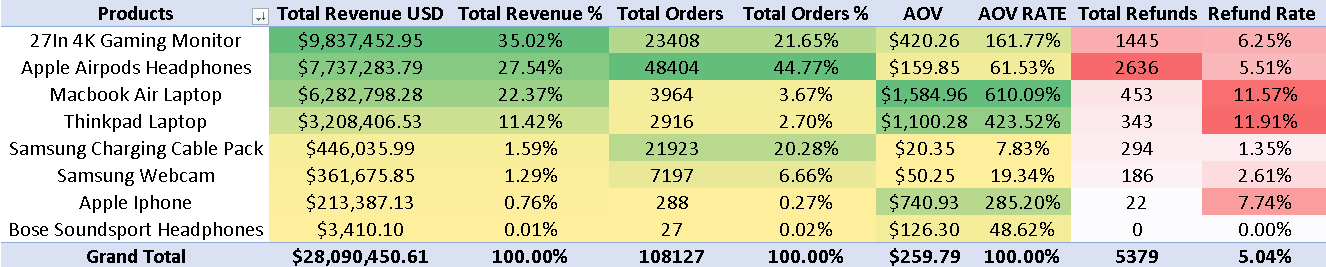 Products Total Revenue USD Total Revenue % Total Orders Total Orders % AOV AOV RATE Total Refunds Refund Rate
27In 4K Gaming Monitor $9,837,452.95 35.02% 23408 21.65% $420.26 161.77% 1445 6.25%
Apple Airpods Headphones $7,737,283.79 27.54% 48404 44.77% $159.85 61.53% 2636 5.51%
Macbook Air Laptop $6,282,798.28 22.37% 3964 3.67% $1,584.96 610.09% 453 11.57%
Thinkpad Laptop $3,208,406.53 11.42% 2916 2.70% $1,100.28 423.52% 343 11.91%
Samsung Charging Cable Pack $446,035.99 1.59% 21923 20.28% $20.35 7.83% 294 1.35%
Samsung Webcam $361,675.85 1.29% 7197 6.66% $50.25 19.34% 186 2.61%
Apple Iphone $213,387.13 0.76% 288 0.27% $740.93 285.20% 22 7.74%
Bose Soundsport Headphones $3,410.10 0.01% 27 0.02% $126.30 48.62% 0 0.00%
Grand Total $28,090,450.61 100.00% 108127 100.00% $259.79 100.00% 5379 5.04%